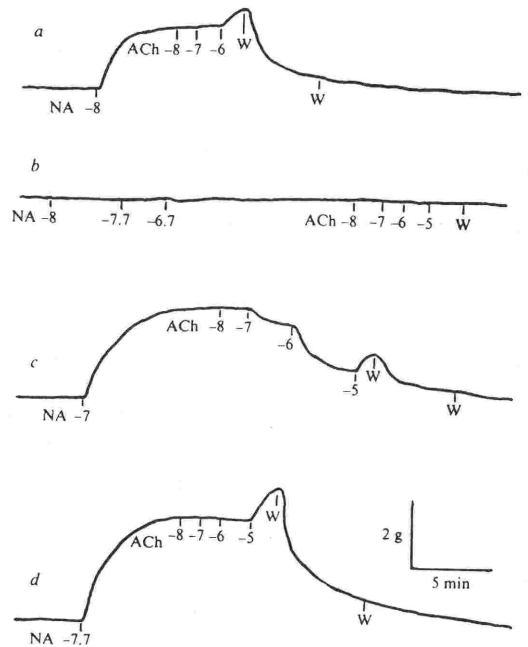 a
ACh -8 -7 -6 W
W
NA -8
b
NA -8 -7.7 -6.7 ACh -8 -7 -6 -5 W
c
ACh -8 -7
-6
-5 W
W
NA -7
d
ACh -8 -7 -6 -5 W
W
NA -7.7
2 g
5 min